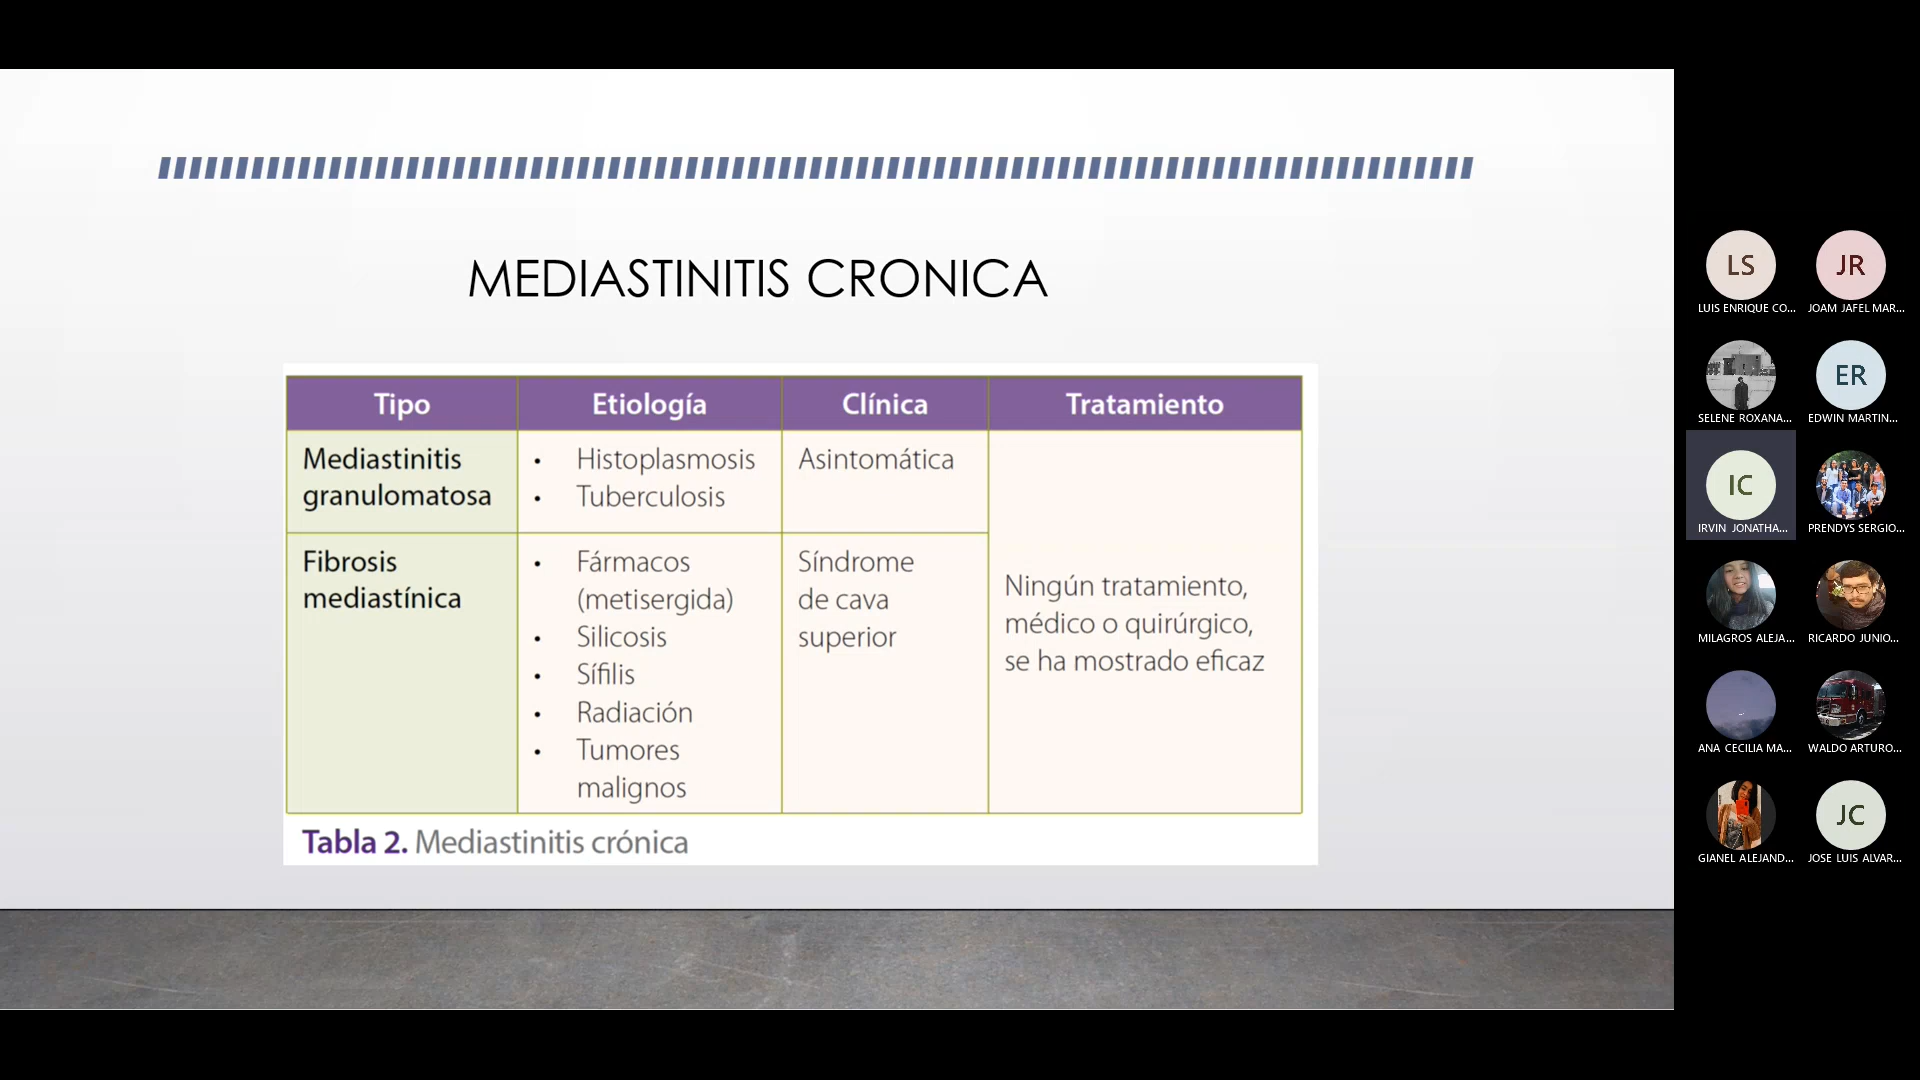 MEDIASTINITIS CRONICA
Tipo
Etiología
Clínica
Tratamiento
Mediastinitis
granulomatosa
• Histoplasmosis
• Tuberculosis
Asintomática
Fibrosis
mediastínica
• Fármacos
(metisergida)
• Silicosis
• Sífilis
• Radiación
• Tumores
malignos
Síndrome
de cava
superior
Ningún tratamiento,
médico o quirúrgico,
se ha mostrado eficaz
Tabla 2. Mediastinitis crónica
LS
LUIS ENRIQUE CO...
JR
JOAM JAFEL MAR...
SELENE ROXANA...
ER
EDWIN MARTIN...
IC
IRVIN JONATHA...
PRENDYS SERGIO...
MILAGROS ALEJA...
RICARDO JUNIO...
ANA CECILIA MA...
WALDO ARTURO...
GIANEL ALEJAND...
JC
JOSE LUIS ALVAR...